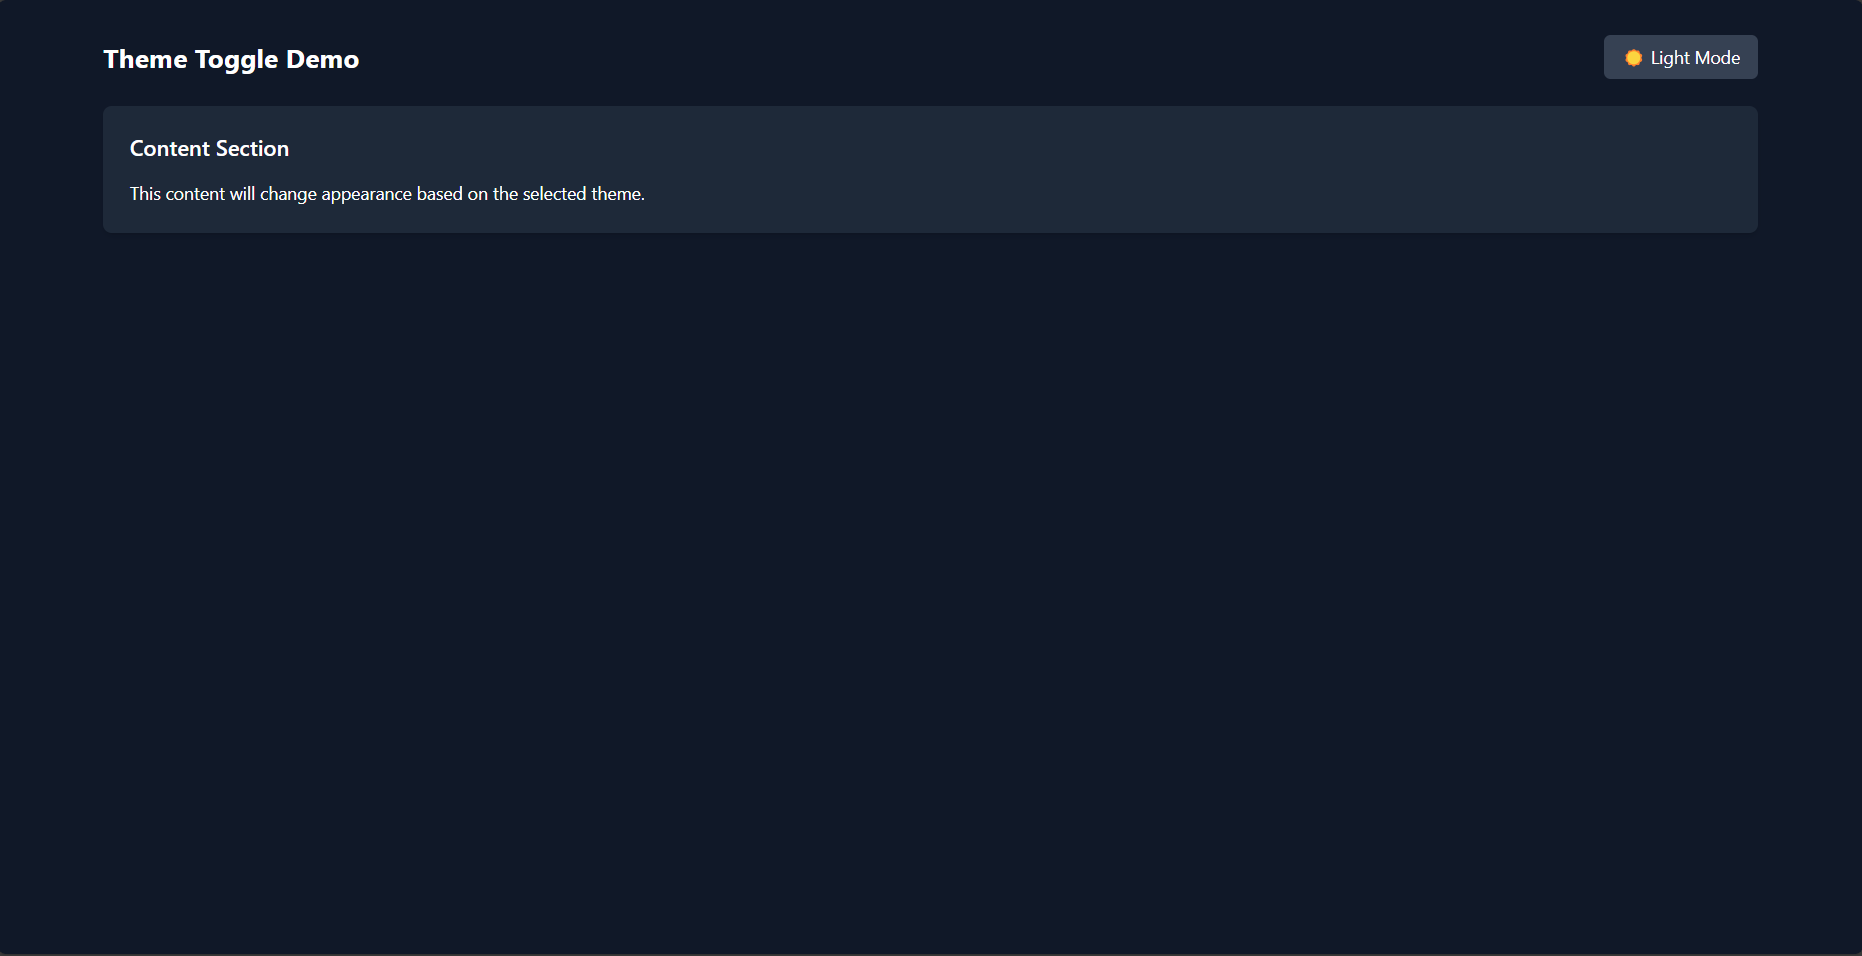 Theme Toggle Demo
Light Mode
Content Section
This content will change appearance based on the selected theme.